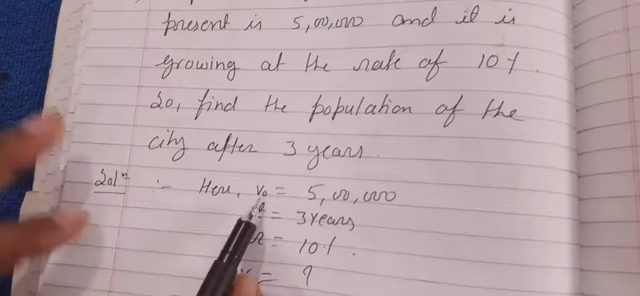 present is 5,00,000 and it is
growing at the rate of 10%.
So, find the population of the
city after 3 years.
Solⁿ :- Here, V₀ = 5,00,000
= 3 years
= 10%.
= ?